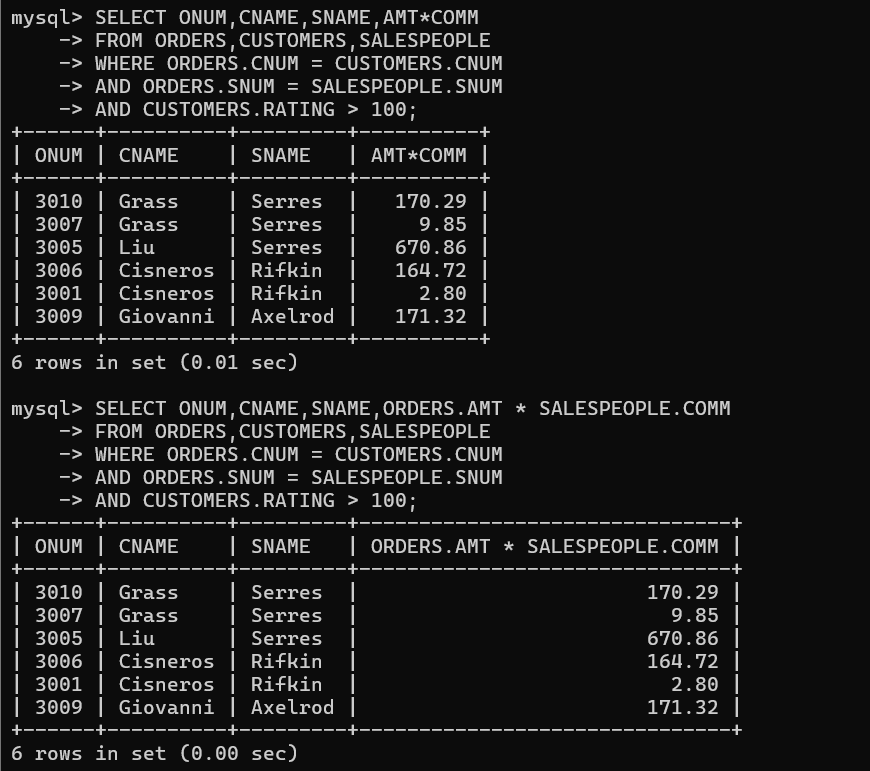 mysql> SELECT ONUM,CNAME,SNAME,AMT*COMM
    -> FROM ORDERS,CUSTOMERS,SALESPEOPLE
    -> WHERE ORDERS.CNUM = CUSTOMERS.CNUM
    -> AND ORDERS.SNUM = SALESPEOPLE.SNUM
    -> AND CUSTOMERS.RATING > 100;
+------+----------+---------+----------+
| ONUM | CNAME    | SNAME   | AMT*COMM |
+------+----------+---------+----------+
| 3010 | Grass    | Serres  |   170.29 |
| 3007 | Grass    | Serres  |     9.85 |
| 3005 | Liu      | Serres  |   670.86 |
| 3006 | Cisneros | Rifkin  |   164.72 |
| 3001 | Cisneros | Rifkin  |     2.80 |
| 3009 | Giovanni | Axelrod |   171.32 |
+------+----------+---------+----------+
6 rows in set (0.01 sec)

mysql> SELECT ONUM,CNAME,SNAME,ORDERS.AMT * SALESPEOPLE.COMM
    -> FROM ORDERS,CUSTOMERS,SALESPEOPLE
    -> WHERE ORDERS.CNUM = CUSTOMERS.CNUM
    -> AND ORDERS.SNUM = SALESPEOPLE.SNUM
    -> AND CUSTOMERS.RATING > 100;
+------+----------+---------+-------------------------------+
| ONUM | CNAME    | SNAME   | ORDERS.AMT * SALESPEOPLE.COMM |
+------+----------+---------+-------------------------------+
| 3010 | Grass    | Serres  |                        170.29 |
| 3007 | Grass    | Serres  |                          9.85 |
| 3005 | Liu      | Serres  |                        670.86 |
| 3006 | Cisneros | Rifkin  |                        164.72 |
| 3001 | Cisneros | Rifkin  |                          2.80 |
| 3009 | Giovanni | Axelrod |                        171.32 |
+------+----------+---------+-------------------------------+
6 rows in set (0.00 sec)